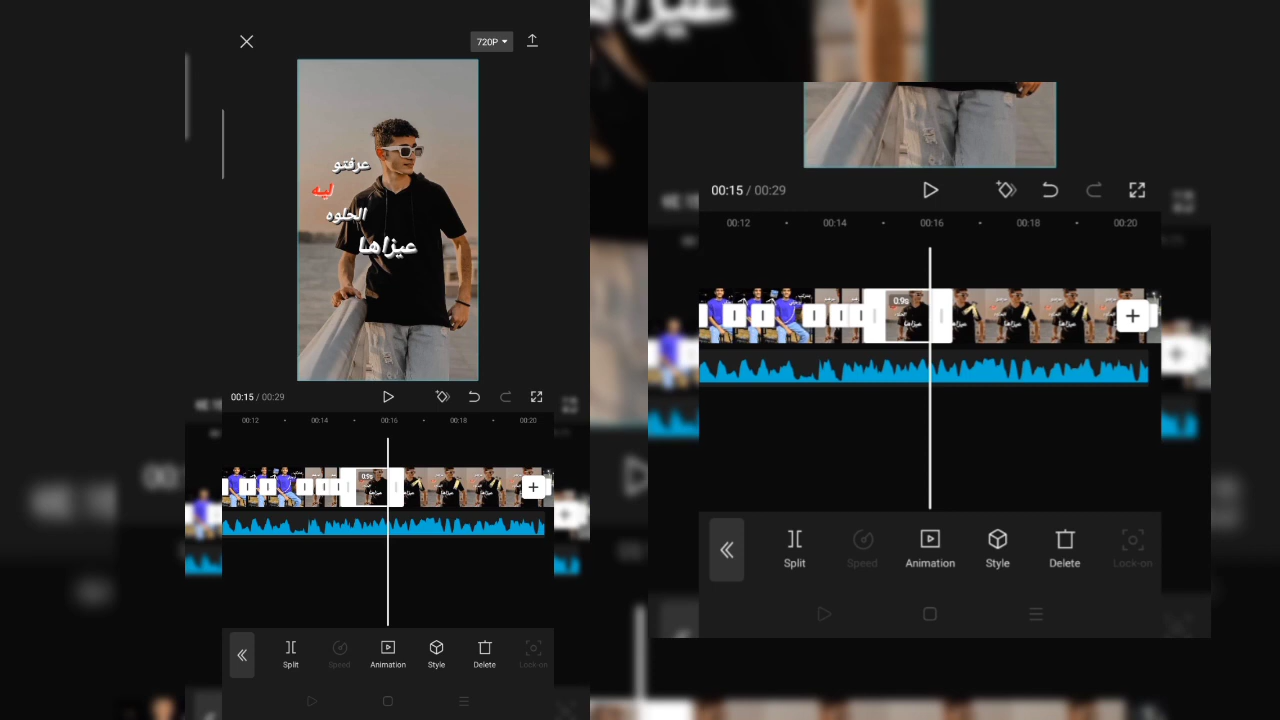 720P
عرفتو
ليه
الحلوه
عيزاها
00:15 / 00:29
00:12
00:14
00:16
00:18
00:20
0.9s
عيزاها
Split
Speed
Animation
Style
Delete
Lock-on
00:15 / 00:29
00:12
00:14
00:16
00:18
00:20
0.9s
عيزاها
Split
Speed
Animation
Style
Delete
Lock-on